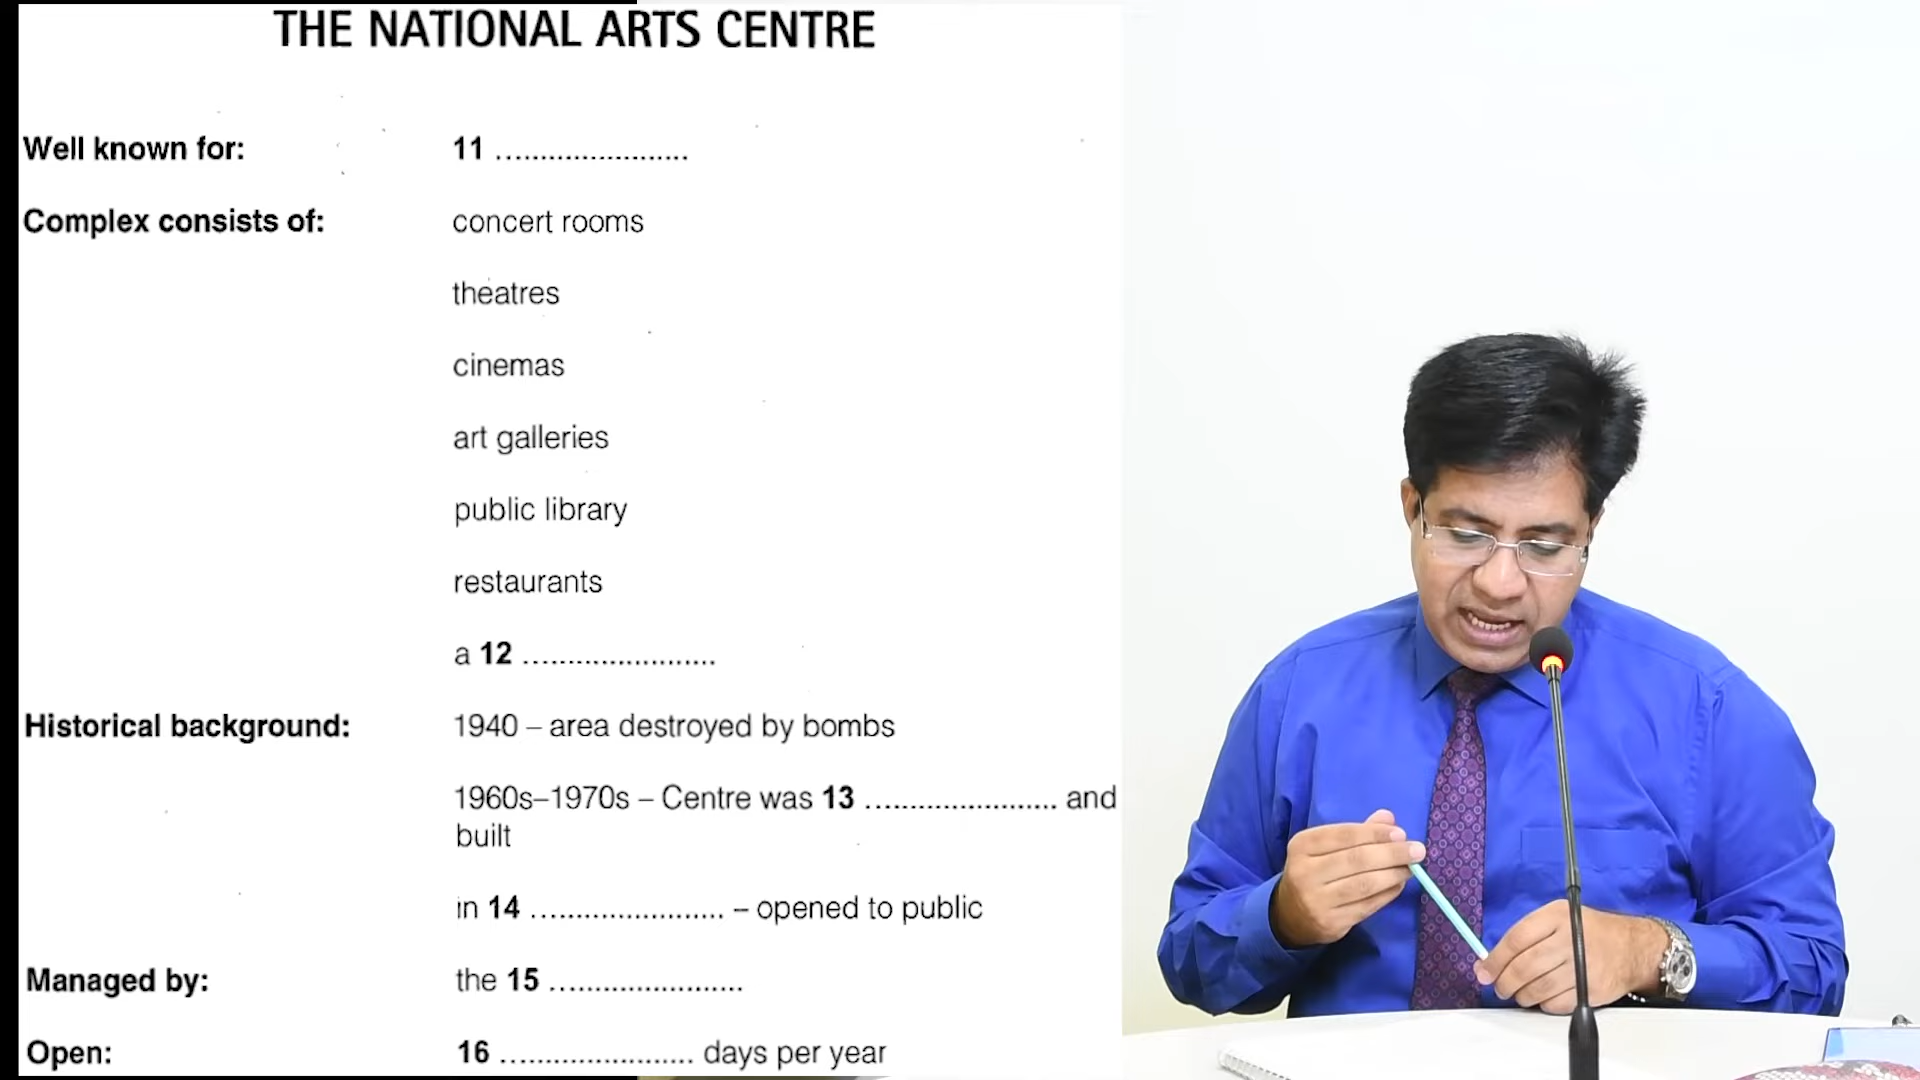 THE NATIONAL ARTS CENTRE
Well known for: 11 ........................
Complex consists of: concert rooms
theatres
cinemas
art galleries
public library
restaurants
a 12 ........................
Historical background: 1940 – area destroyed by bombs
1960s–1970s – Centre was 13 ........................ and
built
in 14 ........................ – opened to public
Managed by: the 15 ........................
Open: 16 ........................ days per year